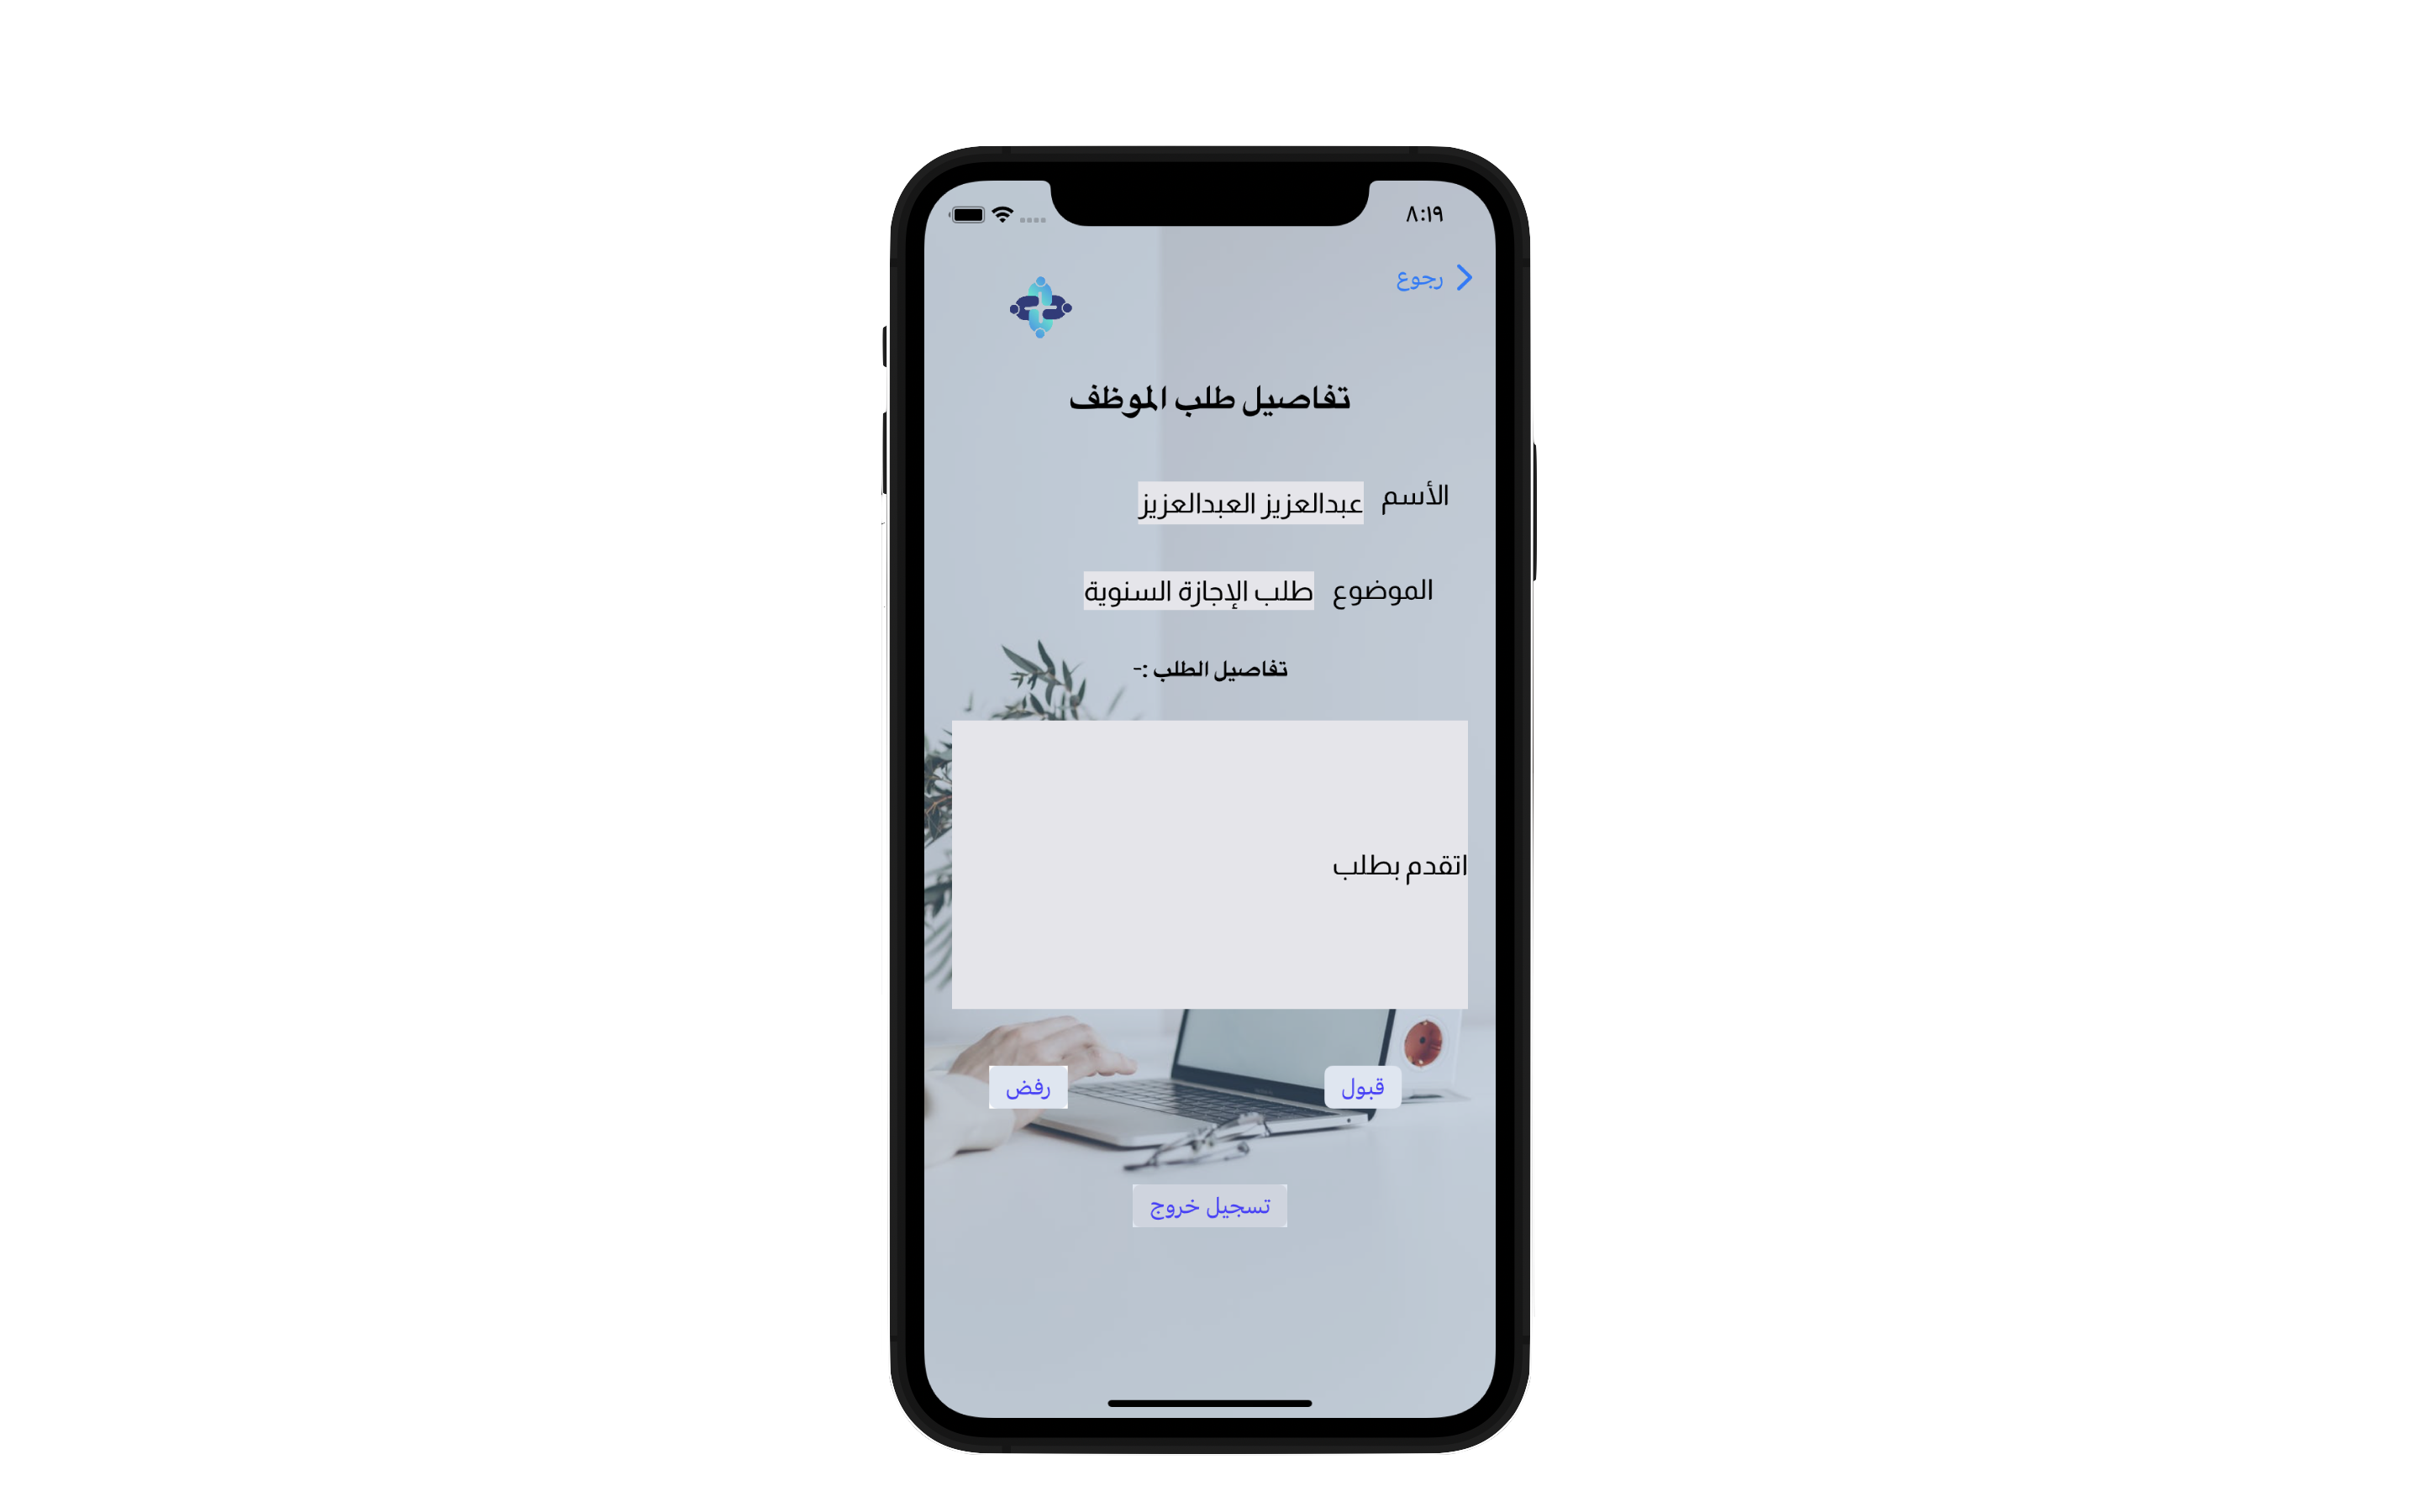 ٨:١٩
رجوع
تفاصيل طلب الموظف
الأسم عبدالعزيز العبدالعزيز
الموضوع طلب الإجازة السنوية
تفاصيل الطلب :-
اتقدم بطلب
قبول رفض
تسجيل خروج